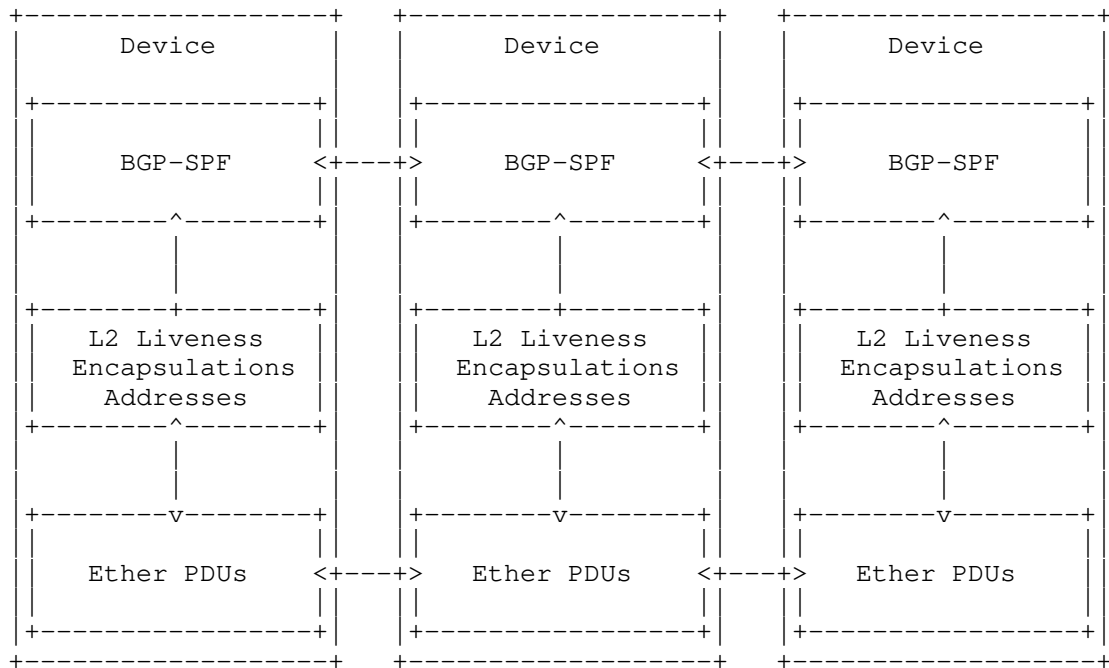 Device Device Device
BGP-SPF BGP-SPF BGP-SPF
L2 Liveness L2 Liveness L2 Liveness
Encapsulations Encapsulations Encapsulations
Addresses Addresses Addresses
Ether PDUs Ether PDUs Ether PDUs